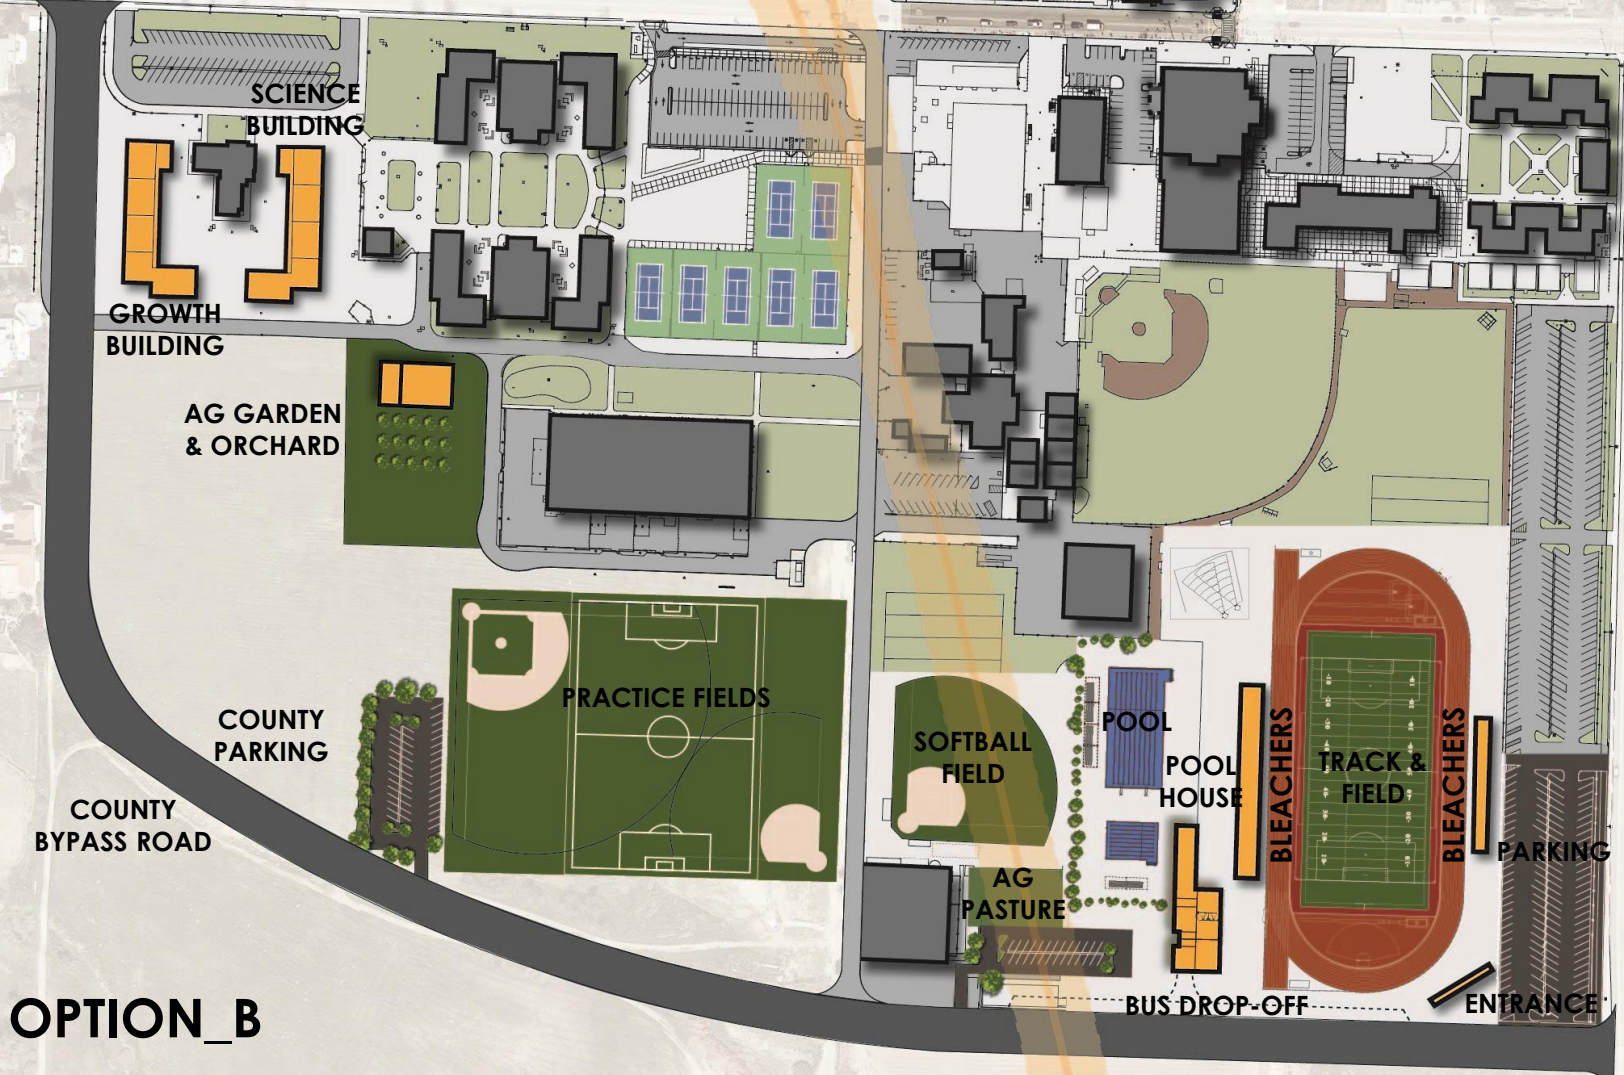 SCIENCE
BUILDING
GROWTH
BUILDING
AG GARDEN
& ORCHARD
PRACTICE FIELDS
COUNTY
PARKING
COUNTY
BYPASS ROAD
SOFTBALL
FIELD
POOL
POOL
HOUSE
BLEACHERS
TRACK &
FIELD
BLEACHERS
PARKING
AG
PASTURE
BUS DROP-OFF
ENTRANCE
OPTION_B